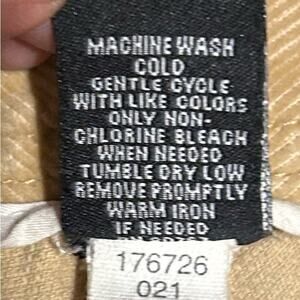 MACHINE WASH
COLD
GENTLE CYCLE
WITH LIKE COLORS
ONLY NON-
CHLORINE BLEACH
WHEN NEEDED
TUMBLE DRY LOW
REMOVE PROMPTLY
WARM IRON
IF NEEDED
176726
021